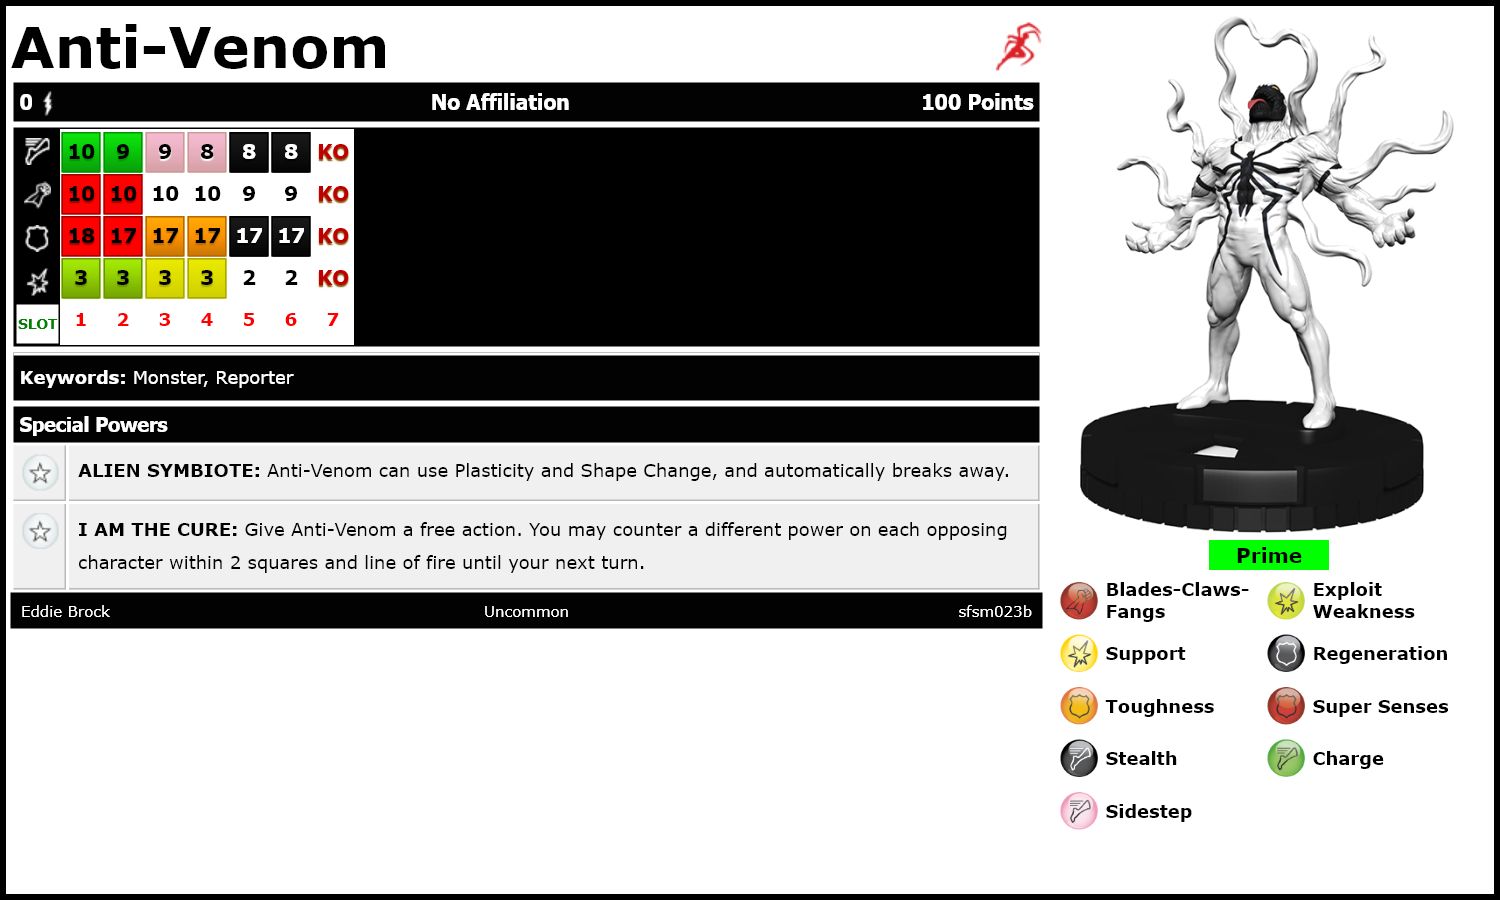 Anti-Venom
0 No Affiliation 100 Points
10 9 9 8 8 8 KO
10 10 10 10 9 9 KO
18 17 17 17 17 17 KO
3 3 3 3 2 2 KO
SLOT 1 2 3 4 5 6 7
Keywords: Monster, Reporter
Special Powers
ALIEN SYMBIOTE: Anti-Venom can use Plasticity and Shape Change, and automatically breaks away.
I AM THE CURE: Give Anti-Venom a free action. You may counter a different power on each opposing
character within 2 squares and line of fire until your next turn.
Eddie Brock Uncommon sfsm023b
Prime
Blades-Claws-
Fangs
Exploit
Weakness
Support
Regeneration
Toughness
Super Senses
Stealth
Charge
Sidestep